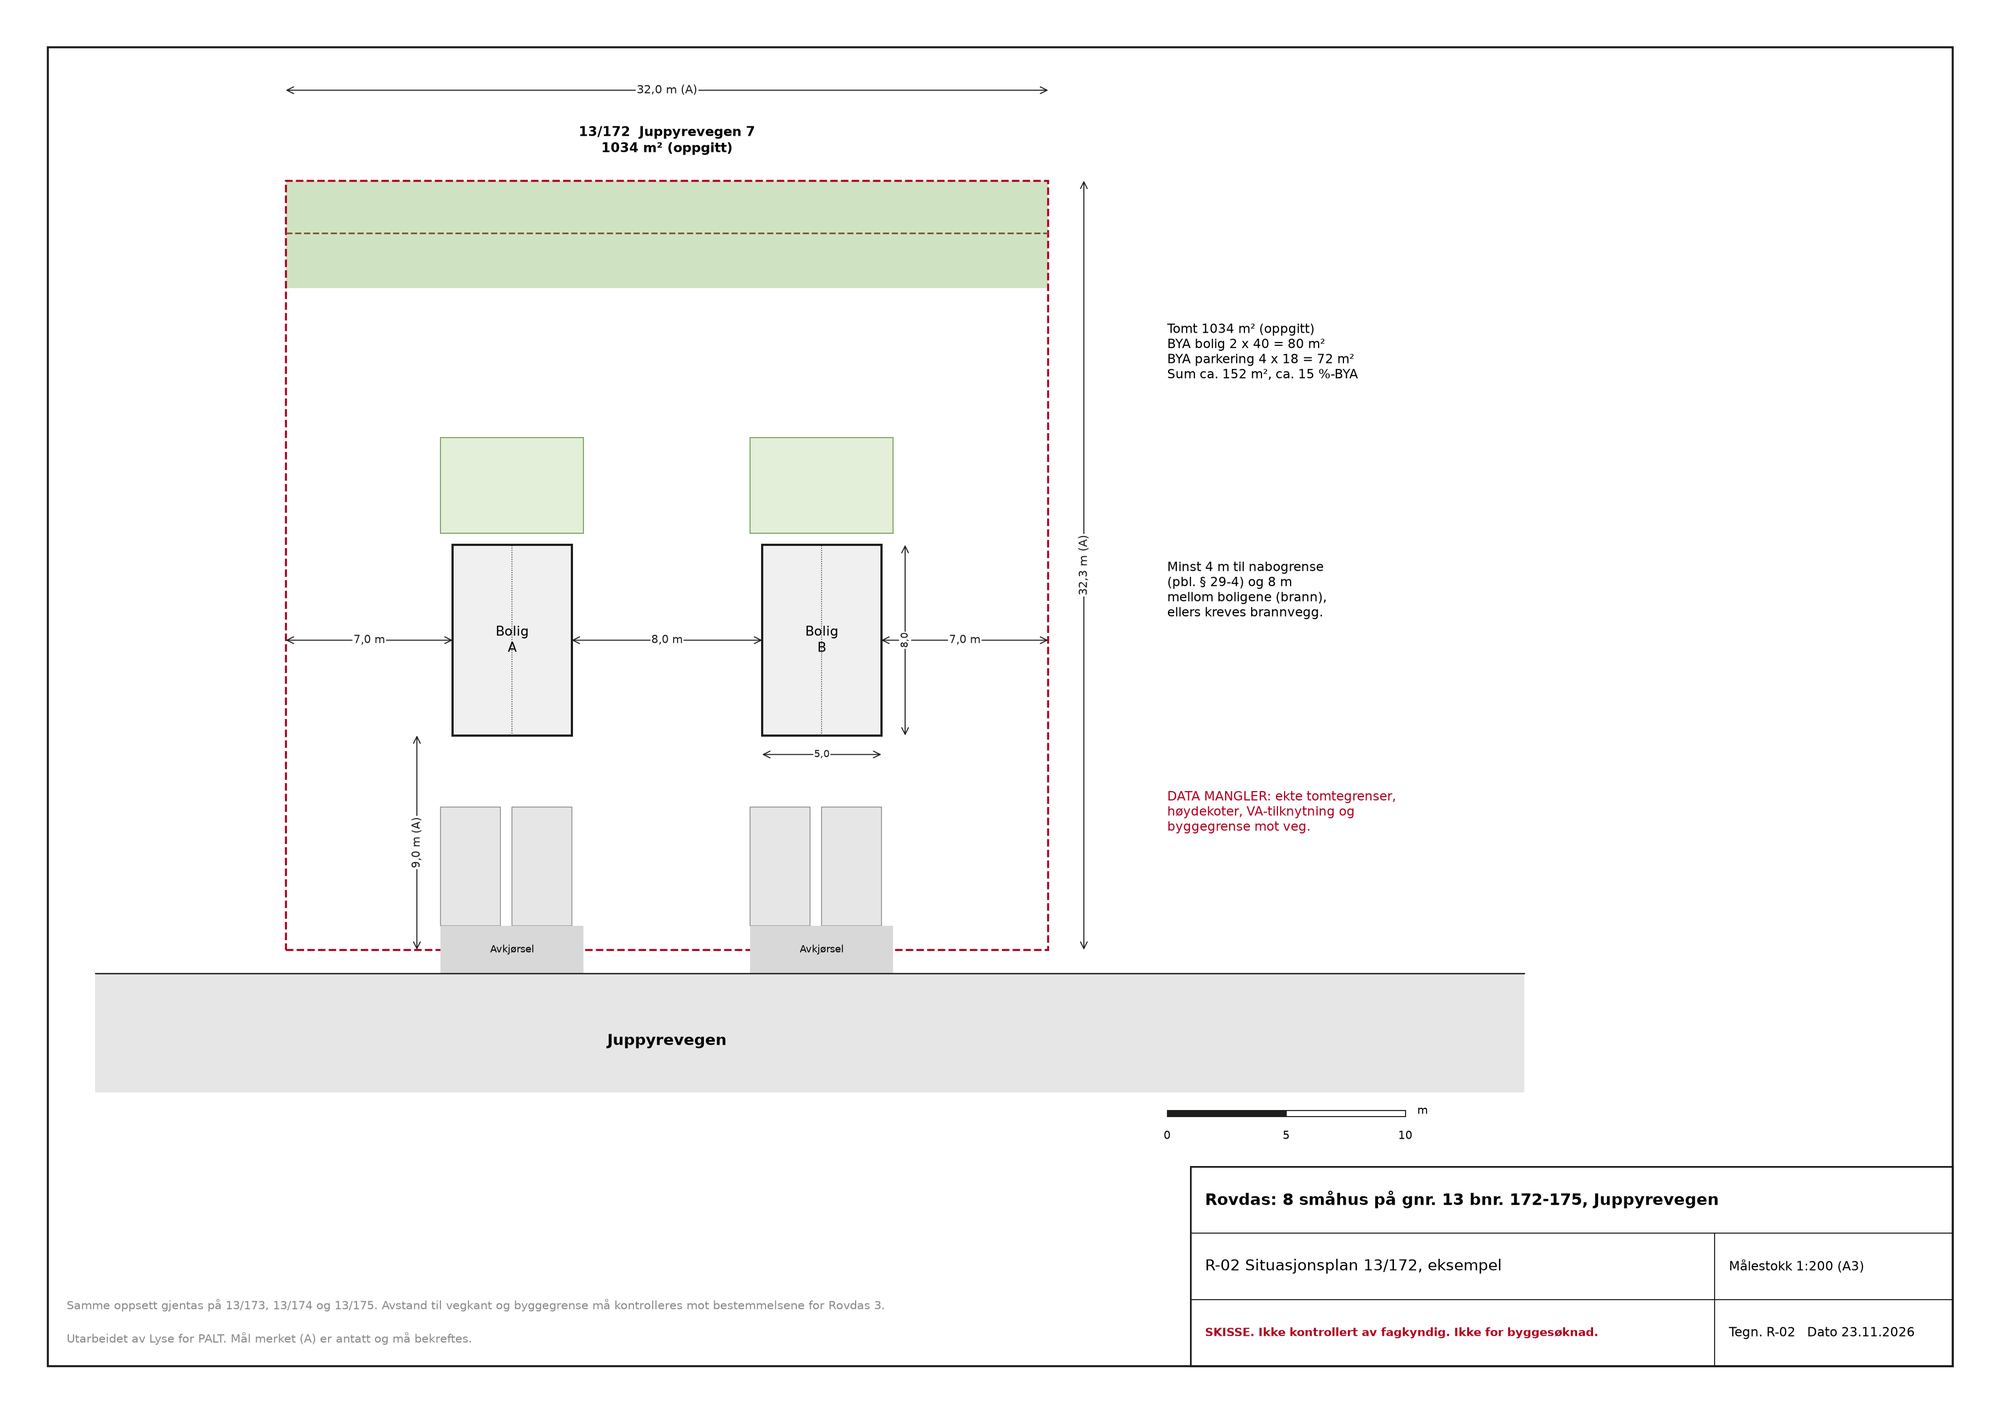 32,0 m (A)
13/172  Juppyrevegen 7
1034 m² (oppgitt)
Tomt 1034 m² (oppgitt)
BYA bolig 2 x 40 = 80 m²
BYA parkering 4 x 18 = 72 m²
Sum ca. 152 m², ca. 15 %-BYA
32,3 m (A)
Minst 4 m til nabogrense
(pbl. § 29-4) og 8 m
mellom boligene (brann),
ellers kreves brannvegg.
7,0 m
Bolig
A
8,0 m
Bolig
B
8,0
7,0 m
5,0
9,0 m (A)
DATA MANGLER: ekte tomtegrenser,
høydekoter, VA-tilknytning og
byggegrense mot veg.
Avkjørsel
Avkjørsel
Juppyrevegen
m
0 5 10
Rovdas: 8 småhus på gnr. 13 bnr. 172-175, Juppyrevegen
R-02 Situasjonsplan 13/172, eksempel
Målestokk 1:200 (A3)
SKISSE. Ikke kontrollert av fagkyndig. Ikke for byggesøknad.
Tegn. R-02   Dato 23.11.2026
Samme oppsett gjentas på 13/173, 13/174 og 13/175. Avstand til vegkant og byggegrense må kontrolleres mot bestemmelsene for Rovdas 3.
Utarbeidet av Lyse for PALT. Mål merket (A) er antatt og må bekreftes.